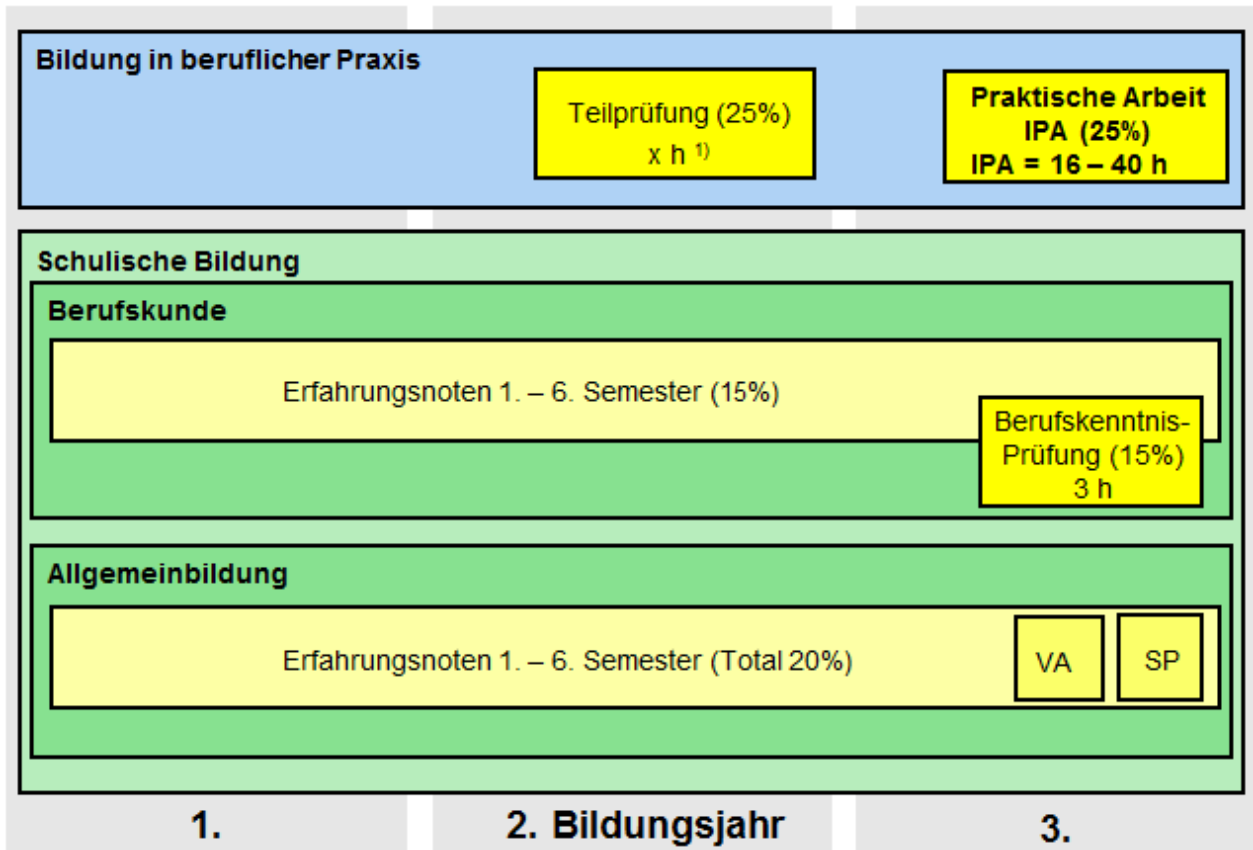 Bildung in beruflicher Praxis
Teilprüfung (25%)
x h ¹⁾
Praktische Arbeit
IPA (25%)
IPA = 16 – 40 h
Schulische Bildung
Berufskunde
Erfahrungsnoten 1. – 6. Semester (15%)
Berufskenntnis-
Prüfung (15%)
3 h
Allgemeinbildung
Erfahrungsnoten 1. – 6. Semester (Total 20%)
VA
SP
1.
2. Bildungsjahr
3.